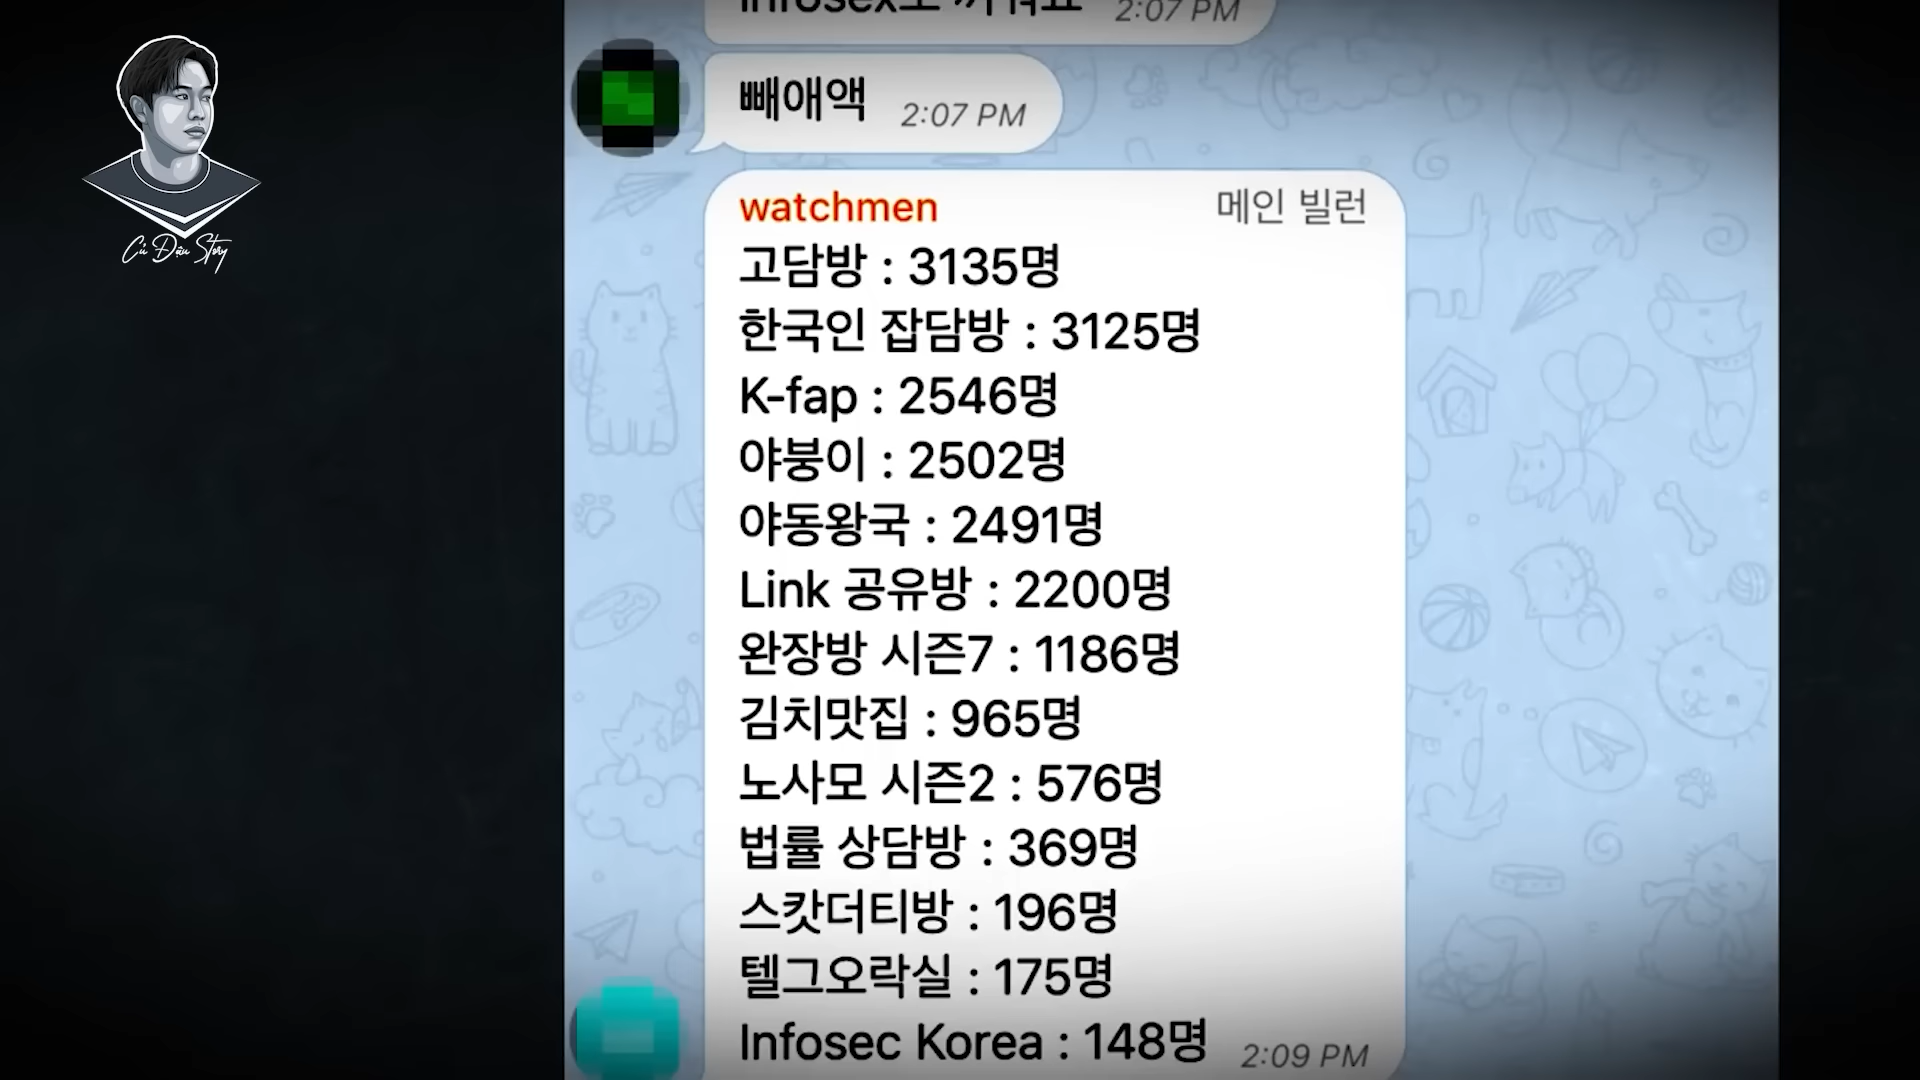 2:07 PM
빼애액 2:07 PM
watchmen 메인 빌런
고담방 : 3135명
한국인 잡담방 : 3125명
K-fap : 2546명
야붕이 : 2502명
야동왕국 : 2491명
Link 공유방 : 2200명
완장방 시즌7 : 1186명
김치맛집 : 965명
노사모 시즌2 : 576명
법률 상담방 : 369명
스캇더티방 : 196명
텔그오락실 : 175명
Infosec Korea : 148명 2:09 PM
Củ Đậu Story